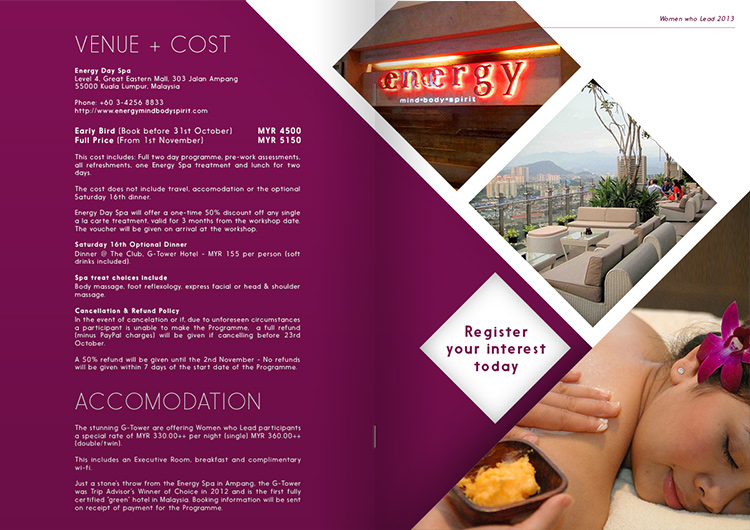 Women who Lead 2013
VENUE + COST
Energy Day Spa
Level 4, Great Eastern Mall, 303 Jalan Ampang
55000 Kuala Lumpur, Malaysia
Phone: +60 3-4256 8833
http://www.energymindbodyspirit.com
Early Bird (Book before 31st October) MYR 4500
Full Price (From 1st November) MYR 5150
This cost includes: Full two day programme, pre-work assessments,
all refreshments, one Energy Spa treatment and lunch for two
days.
The cost does not include travel, accomodation or the optional
Saturday 16th dinner.
Energy Day Spa will offer a one-time 50% discount off any single
a la carte treatment, valid for 3 months from the workshop date.
The voucher will be given on arrival at the workshop.
Saturday 16th Optional Dinner
Dinner @ The Club, G-Tower Hotel - MYR 155 per person (soft
drinks included).
Spa treat choices include
Body massage, foot reflexology, express facial or head & shoulder
massage.
Cancellation & Refund Policy
In the event of cancelation or if, due to unforeseen circumstances
a participant is unable to make the Programme, a full refund
(minus PayPal charges) will be given if cancelling before 23rd
October.
A 50% refund will be given until the 2nd November - No refunds
will be given within 7 days of the start date of the Programme.
ACCOMODATION
The stunning G-Tower are offering Women who Lead participants
a special rate of MYR 330.00++ per night (single) MYR 360.00++
(double/twin).
This includes an Executive Room, breakfast and complimentary
wi-fi.
Just a stone's throw from the Energy Spa in Ampang, the G-Tower
was Trip Advisor's Winner of Choice in 2012 and is the first fully
certified "green" hotel in Malaysia. Booking information will be sent
on receipt of payment for the Programme.
energy
mind•body•spirit
Register
your interest
today